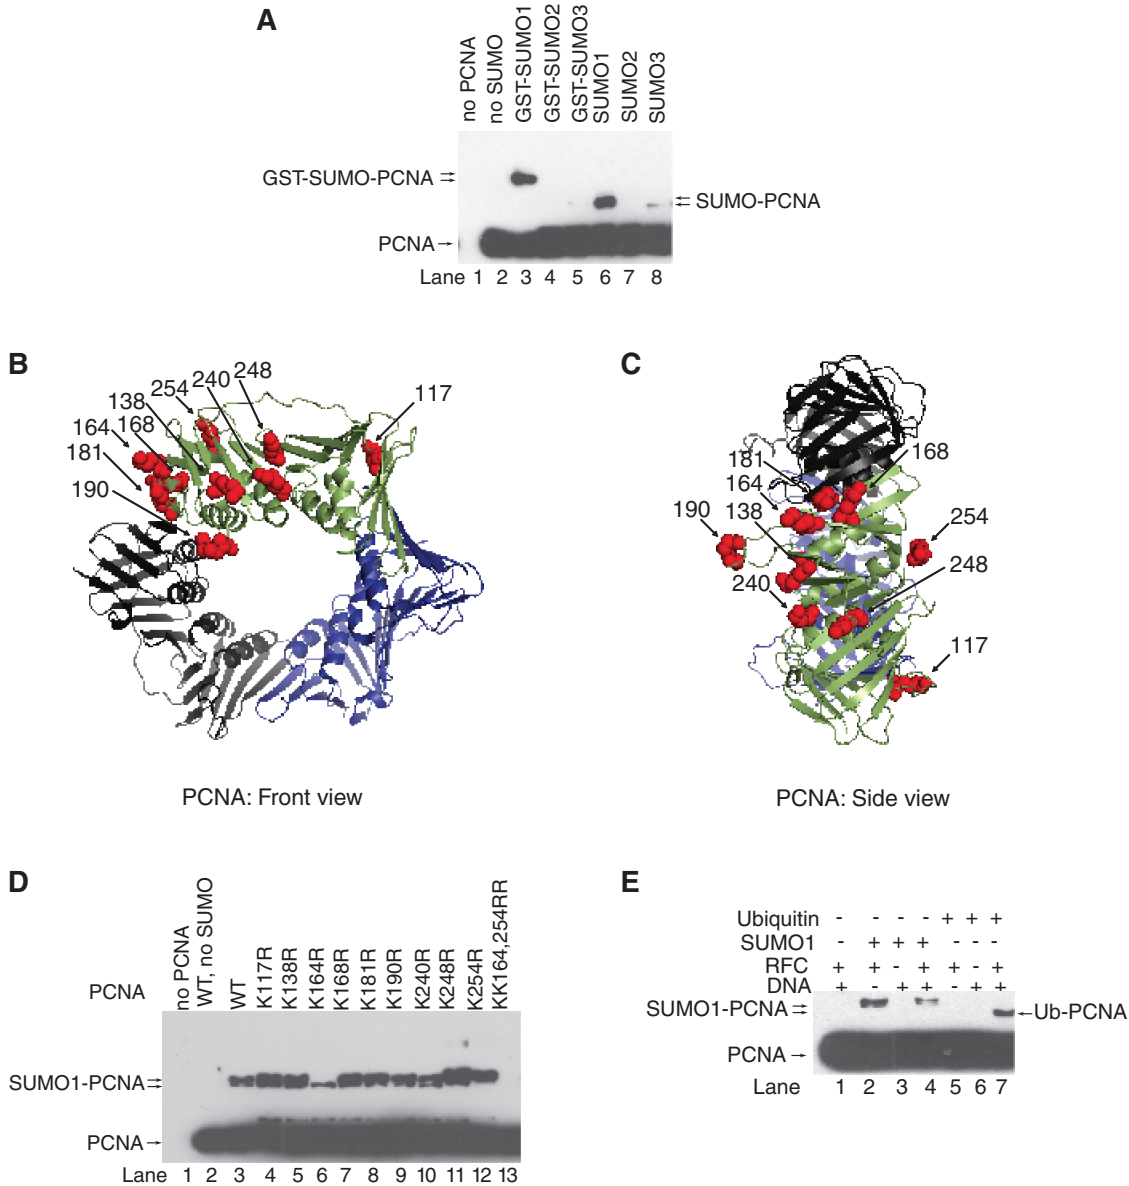 A
no PCNA
no SUMO
GST-SUMO1
GST-SUMO2
GST-SUMO3
SUMO1
SUMO2
SUMO3
GST-SUMO-PCNA
SUMO-PCNA
PCNA
Lane 1 2 3 4 5 6 7 8
B
248
240
254
138
168
164
181
190
117
PCNA: Front view
C
181
168
164
190
138
254
248
240
117
PCNA: Side view
D
PCNA
no PCNA
WT, no SUMO
WT
K117R
K138R
K164R
K168R
K181R
K190R
K240R
K248R
K254R
KK164,254RR
SUMO1-PCNA
PCNA
Lane 1 2 3 4 5 6 7 8 9 10 11 12 13
E
Ubiquitin - - - - + + +
SUMO1 - + + + - - -
RFC + + - + + - +
DNA + - + + - + +
SUMO1-PCNA
Ub-PCNA
PCNA
Lane 1 2 3 4 5 6 7